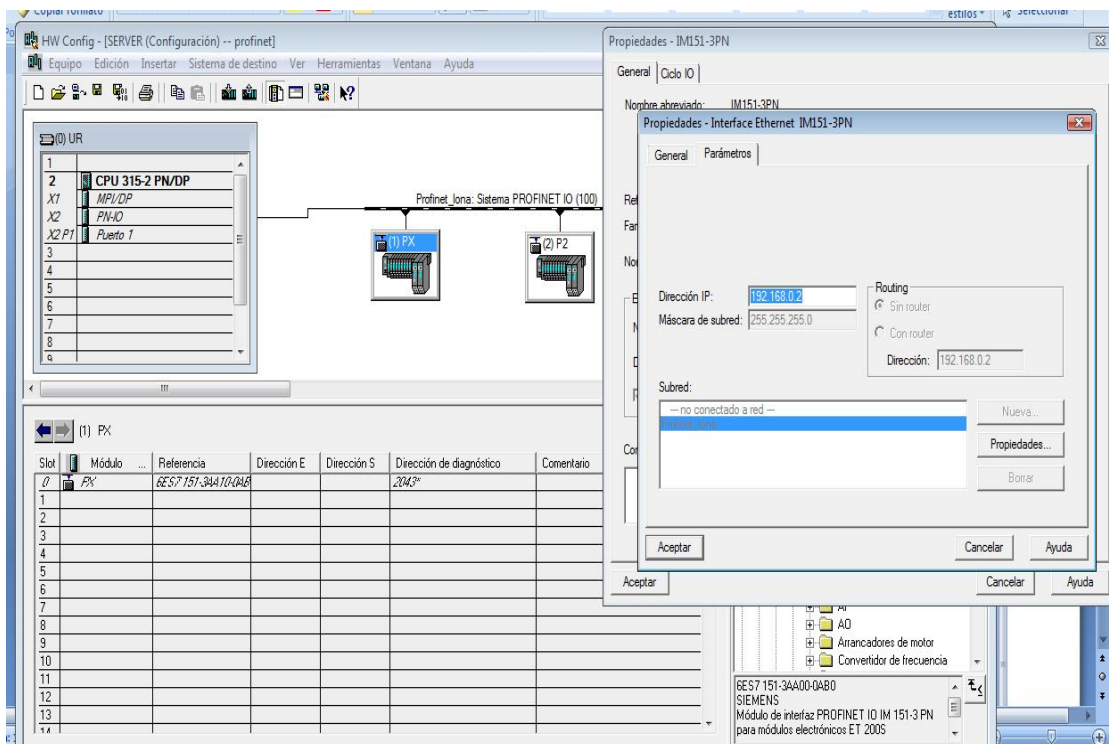 Copiar formato
estilos
Seleccionar
HW Config - [SERVER (Configuración) -- profinet]
Equipo Edición Insertar Sistema de destino Ver Herramientas Ventana Ayuda
(0) UR
1
2 CPU 315-2 PN/DP
X1 MPI/DP
X2 PN-IO
X2 P1 Puerto 1
3
4
5
6
7
8
9
Profinet_lona: Sistema PROFINET IO (100)
(1) PX
(2) P2
(1) PX
Slot Módulo ... Referencia Dirección E Dirección S Dirección de diagnóstico Comentario
0 PX 6ES7 151-3AA10-0AB 2043*
1
2
3
4
5
6
7
8
9
10
11
12
13
14
Propiedades - IM151-3PN
General Ciclo IO
Nombre abreviado: IM151-3PN
Propiedades - Interface Ethernet IM151-3PN
General Parámetros
Dirección IP: 192.168.0.2
Máscara de subred: 255.255.255.0
Routing
Sin router
Con router
Dirección: 192.168.0.2
Subred:
--- no conectado a red ---
Nueva...
Propiedades...
Borrar
Aceptar Cancelar Ayuda
Aceptar Cancelar Ayuda
AO
Arrancadores de motor
Convertidor de frecuencia
6ES7 151-3AA00-0AB0
SIEMENS
Módulo de interfaz PROFINET IO IM 151-3 PN
para módulos electrónicos ET 200S